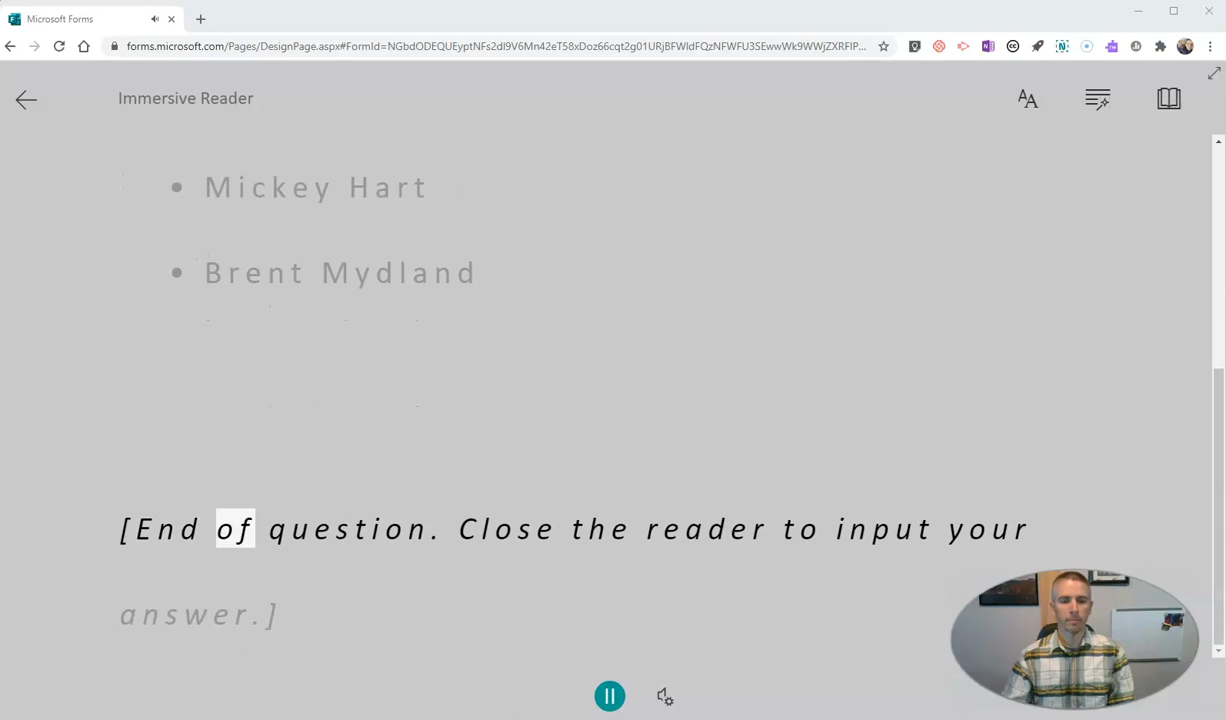 Microsoft Forms
forms.microsoft.com/Pages/DesignPage.aspx#FormId=NGbdODEQUEyptNFs2dI9V6Mn42eT58xDoz66cqt2g01URjBFWldFQzNFWFU3SEwwWk9WWjZXRFlP...
Immersive Reader
• Mickey Hart
• Brent Mydland
[End of question. Close the reader to input your
answer.]